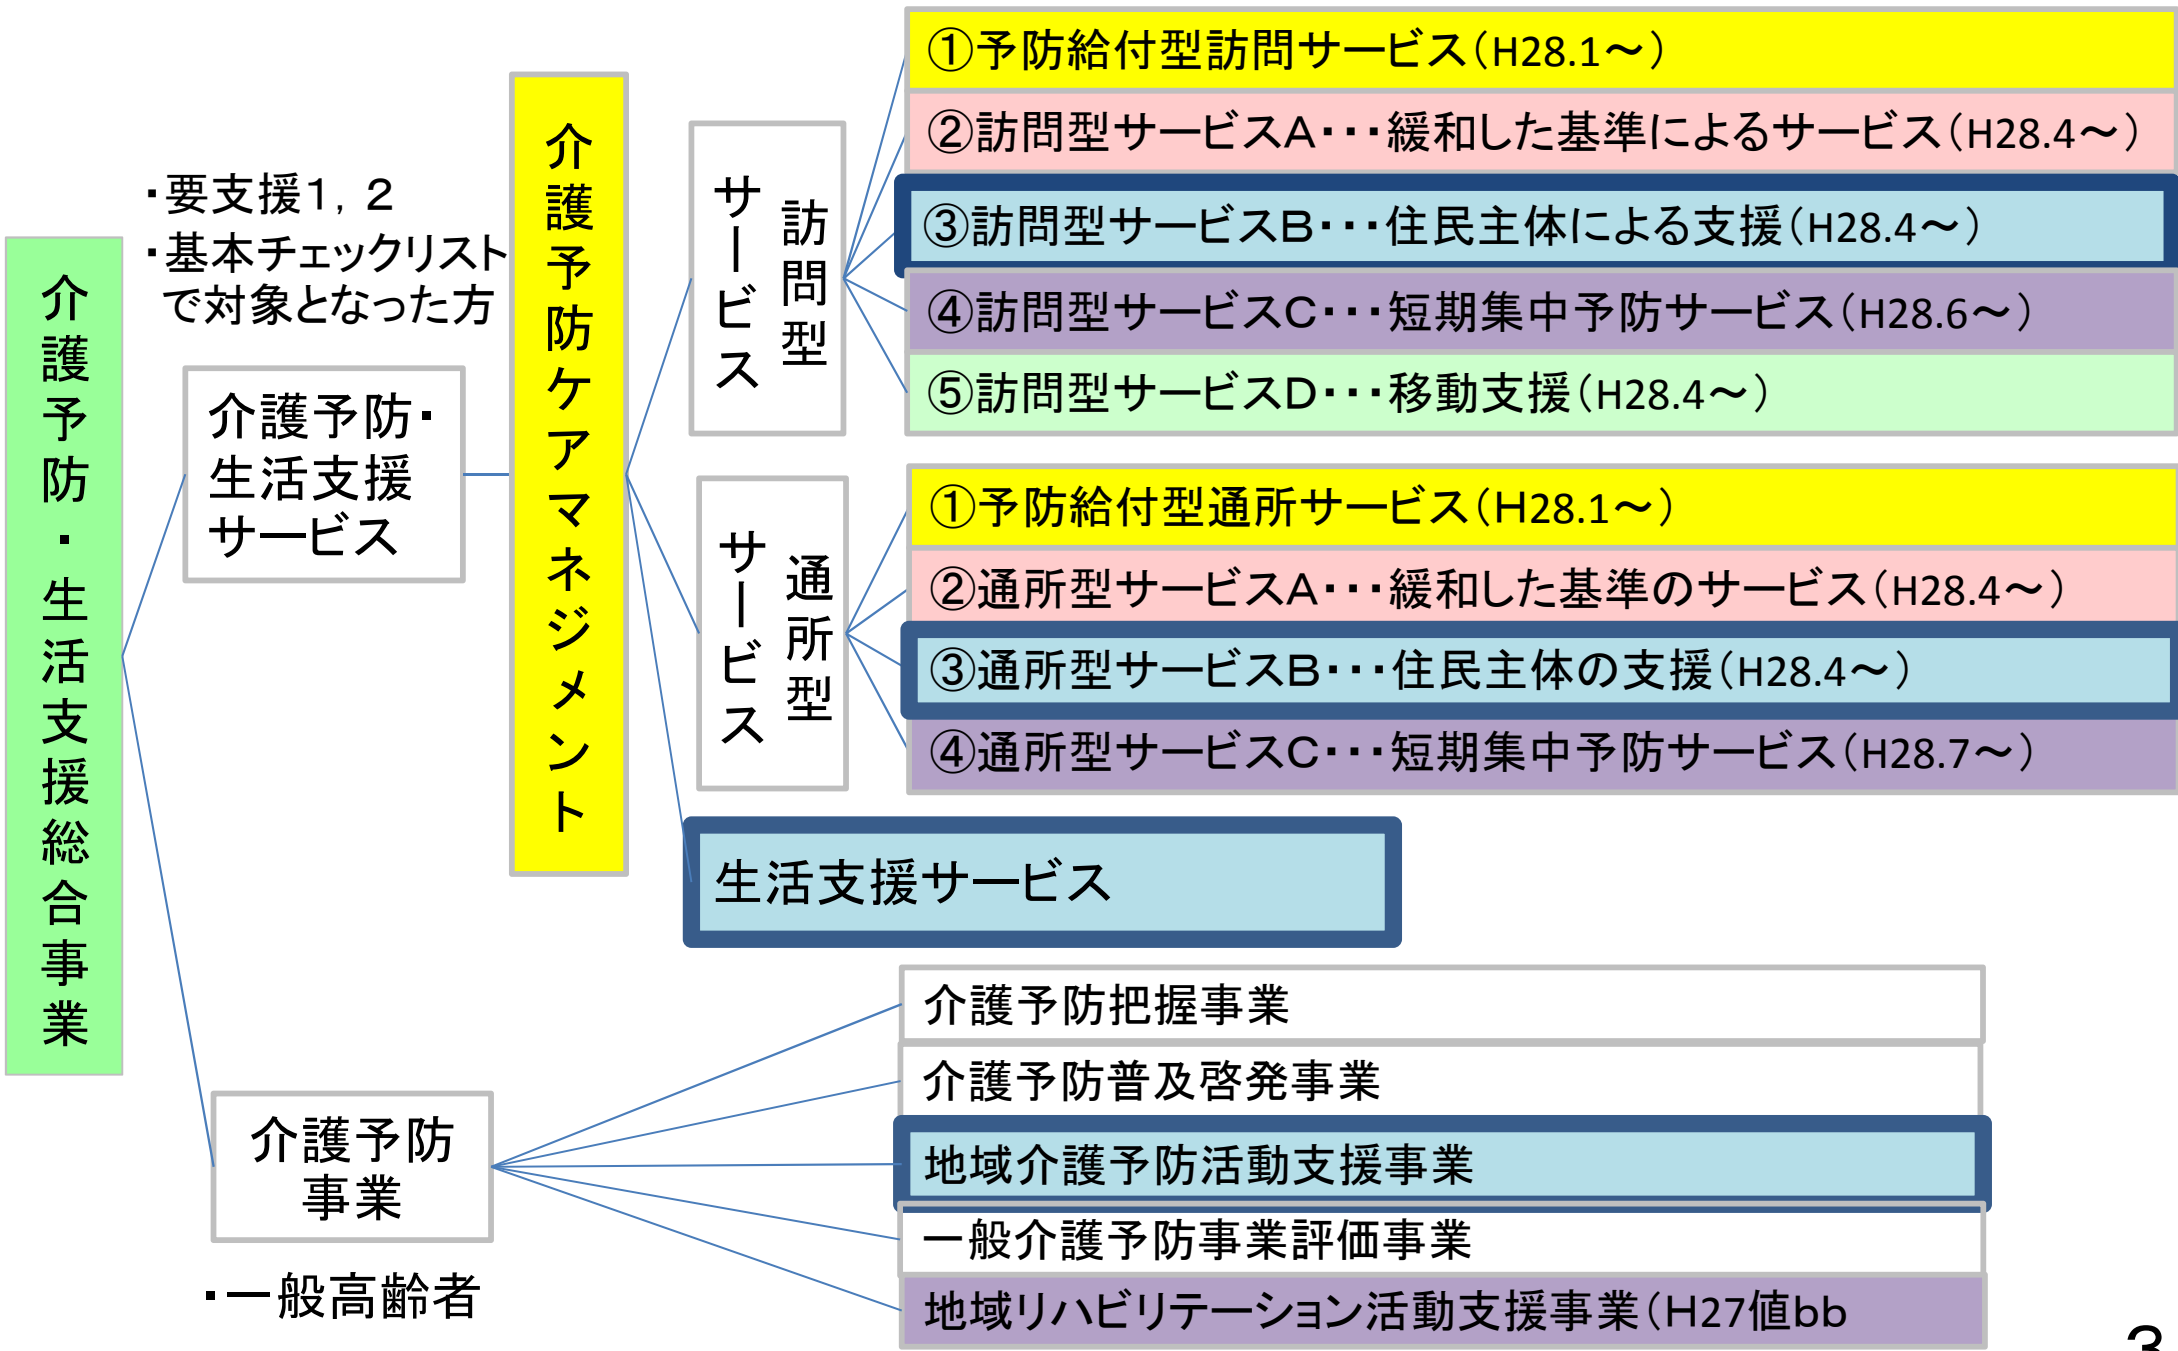 介護予防・生活支援総合事業
・要支援１，２
・基本チェックリスト
で対象となった方
介護予防・
生活支援
サービス
介護予防ケアマネジメント
訪問型
サービス
①予防給付型訪問サービス（H28.1～）
②訪問型サービスＡ・・・緩和した基準によるサービス（H28.4～）
③訪問型サービスＢ・・・住民主体による支援（H28.4～）
④訪問型サービスＣ・・・短期集中予防サービス（H28.6～）
⑤訪問型サービスＤ・・・移動支援（H28.4～）
通所型
サービス
①予防給付型通所サービス（Ｈ28.1～）
②通所型サービスＡ・・・緩和した基準のサービス（H28.4～）
③通所型サービスＢ・・・住民主体の支援（H28.4～）
④通所型サービスＣ・・・短期集中予防サービス（H28.7～）
生活支援サービス
介護予防
事業
・一般高齢者
介護予防把握事業
介護予防普及啓発事業
地域介護予防活動支援事業
一般介護予防事業評価事業
地域リハビリテーション活動支援事業（Ｈ27値ｂｂ
3